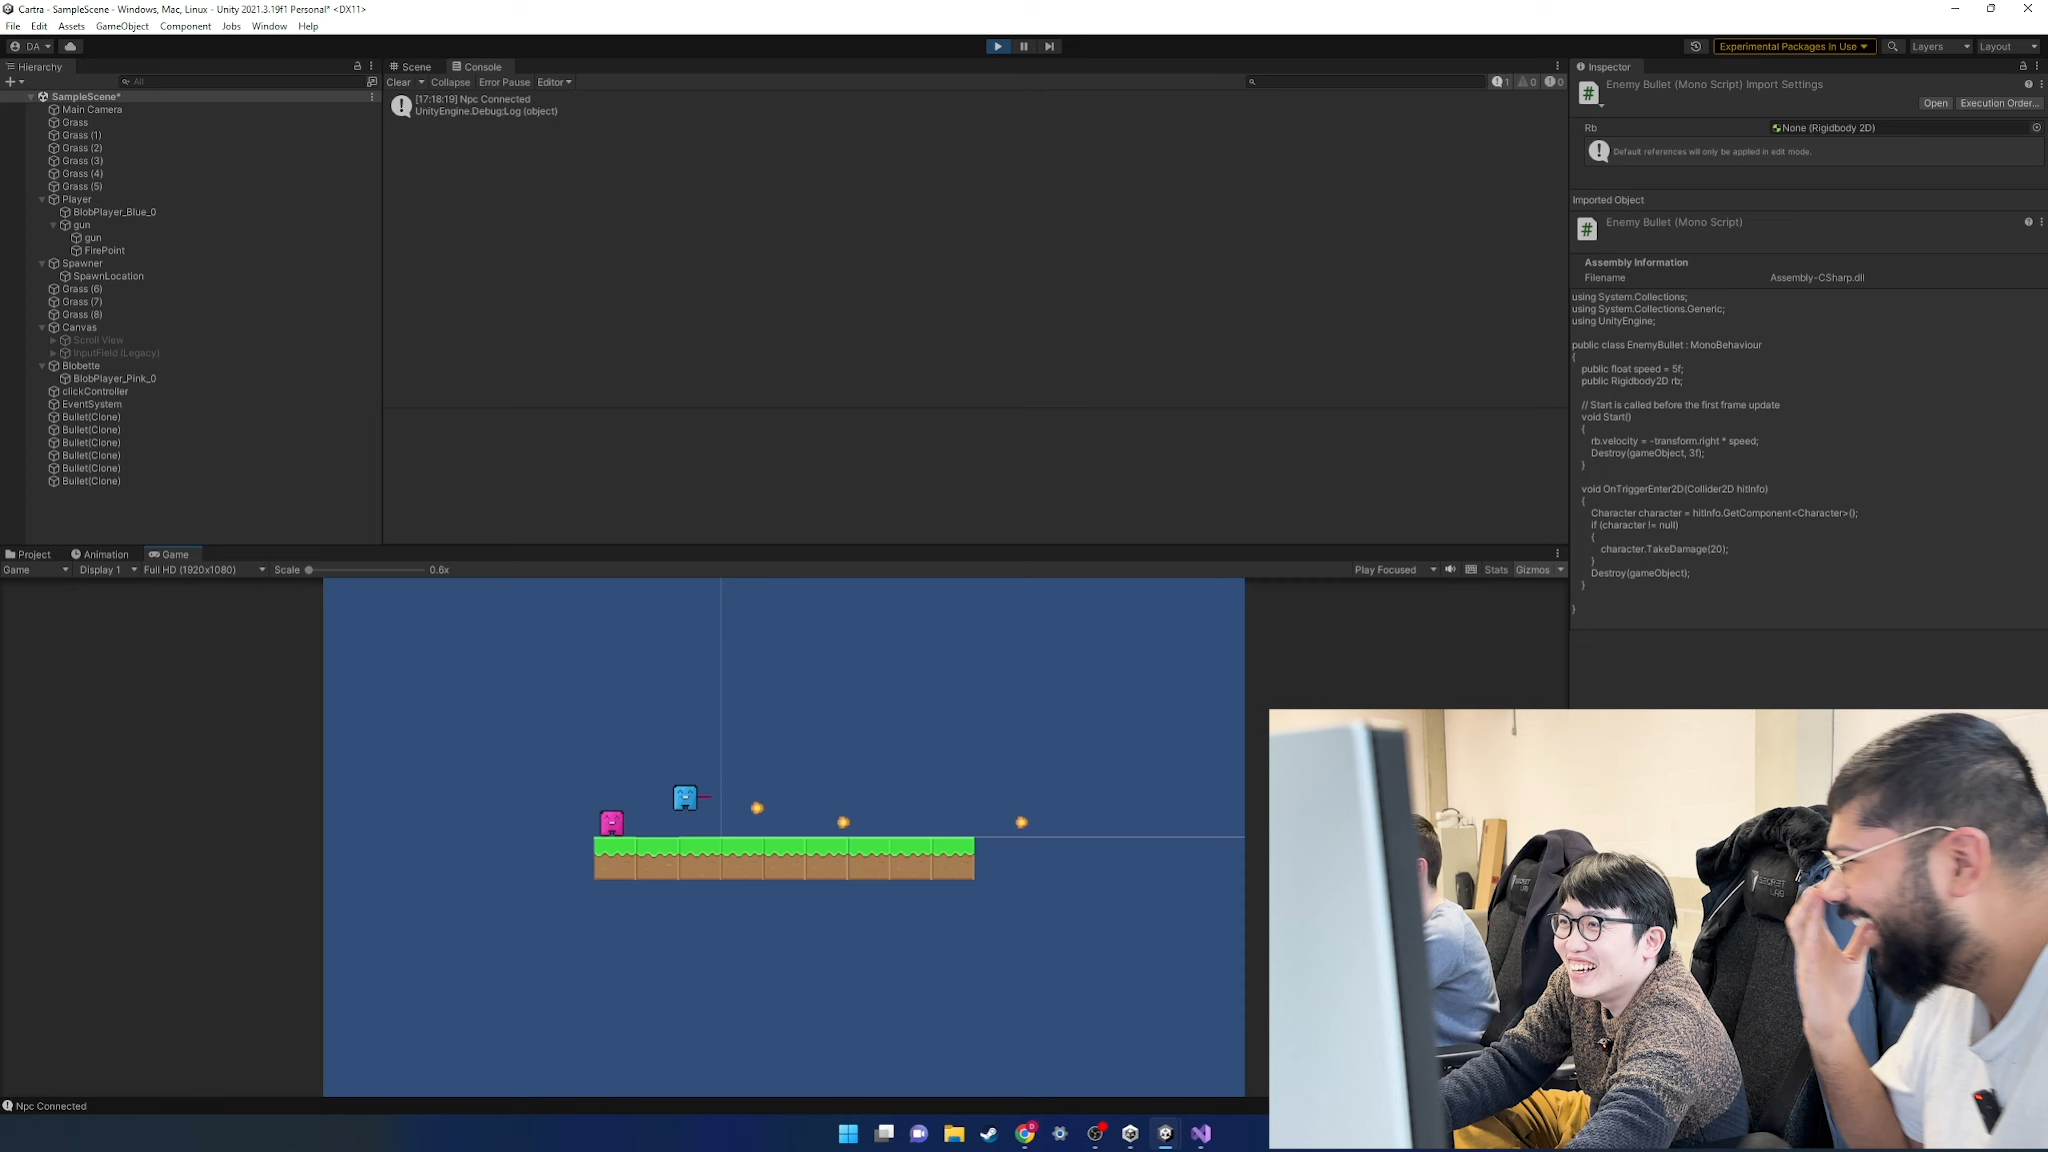 Cartra - SampleScene - Windows, Mac, Linux - Unity 2021.3.19f1 Personal* <DX11>
File Edit Assets GameObject Component Jobs Window Help
DA
Experimental Packages In Use
Layers
Layout
Hierarchy
All
SampleScene*
Main Camera
Grass
Grass (1)
Grass (2)
Grass (3)
Grass (4)
Grass (5)
Player
BlobPlayer_Blue_0
gun
gun
FirePoint
Spawner
SpawnLocation
Grass (6)
Grass (7)
Grass (8)
Canvas
Scroll View
InputField (Legacy)
Blobette
BlobPlayer_Pink_0
clickController
EventSystem
Bullet(Clone)
Bullet(Clone)
Bullet(Clone)
Bullet(Clone)
Bullet(Clone)
Bullet(Clone)
Scene Console
Clear Collapse Error Pause Editor
1 0 0
[17:18:19] Npc Connected
UnityEngine.Debug:Log (object)
Inspector
Enemy Bullet (Mono Script) Import Settings
Open Execution Order...
Rb None (Rigidbody 2D)
Default references will only be applied in edit mode.
Imported Object
Enemy Bullet (Mono Script)
Assembly Information
Filename Assembly-CSharp.dll
using System.Collections;
using System.Collections.Generic;
using UnityEngine;
public class EnemyBullet : MonoBehaviour
{
public float speed = 5f;
public Rigidbody2D rb;
// Start is called before the first frame update
void Start()
{
rb.velocity = -transform.right * speed;
Destroy(gameObject, 3f);
}
void OnTriggerEnter2D(Collider2D hitInfo)
{
Character character = hitInfo.GetComponent<Character>();
if (character != null)
{
character.TakeDamage(20);
}
Destroy(gameObject);
}
}
Project Animation Game
Game Display 1 Full HD (1920x1080) Scale 0.6x
Play Focused Stats Gizmos
SECRET LAB
SECRET LAB
Npc Connected